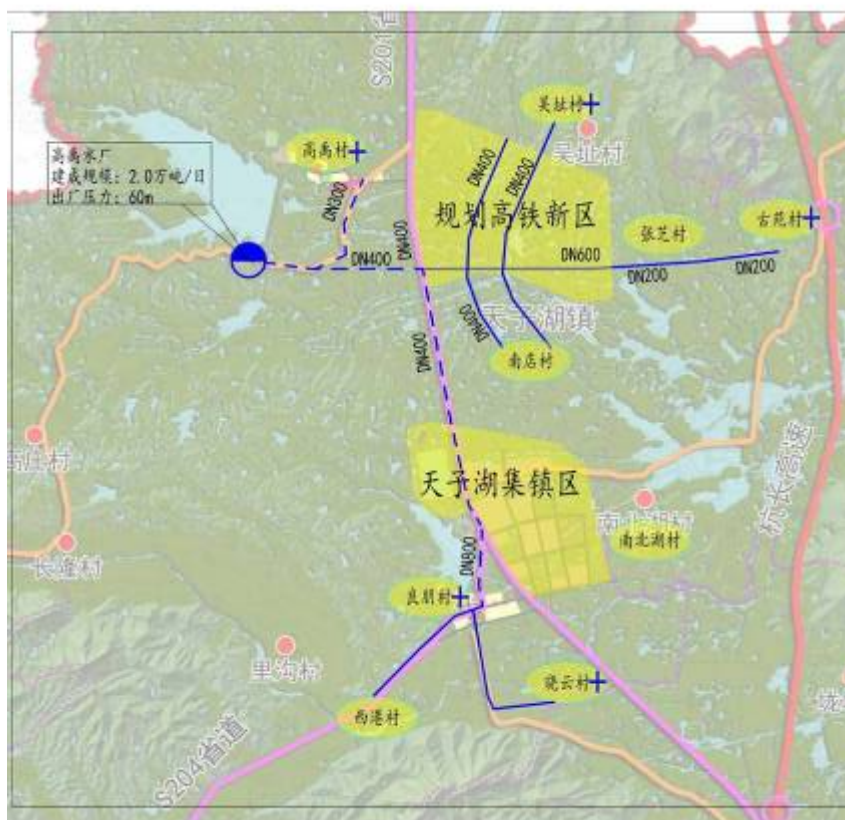 S201省
吴址村
吴址村
高禹村
高禹水厂
建成规模：2.0万吨/日
出厂压力：60m
DN300
DN400
DN400
DN400
规划高铁新区
张芝村
古苑村
DN400
DN600
DN200
DN200
天子湖镇
DN400
DN400
南店村
天子湖集镇区
杭长高速
南北湖村
南北湖村
长隆村
DN800
良朋村
里沟村
晓云村
西港村
S204省道